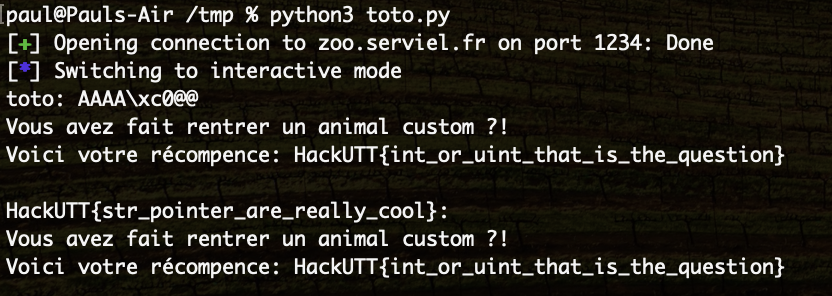 paul@Pauls-Air /tmp % python3 toto.py
[+] Opening connection to zoo.serviel.fr on port 1234: Done
[*] Switching to interactive mode
toto: AAAA\xc0@@
Vous avez fait rentrer un animal custom ?!
Voici votre récompence: HackUTT{int_or_uint_that_is_the_question}
HackUTT{str_pointer_are_really_cool}:
Vous avez fait rentrer un animal custom ?!
Voici votre récompence: HackUTT{int_or_uint_that_is_the_question}